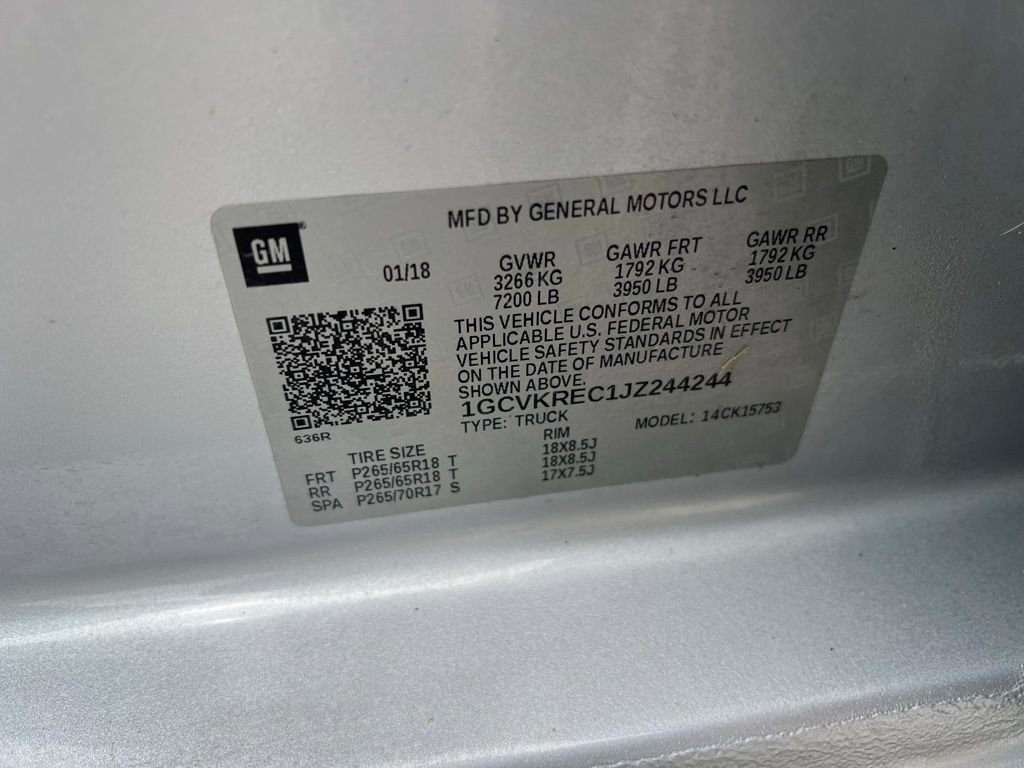 MFD BY GENERAL MOTORS LLC
GM
01/18
GVWR GAWR FRT GAWR RR
3266 KG 1792 KG 1792 KG
7200 LB 3950 LB 3950 LB
THIS VEHICLE CONFORMS TO ALL
APPLICABLE U.S. FEDERAL MOTOR
VEHICLE SAFETY STANDARDS IN EFFECT
ON THE DATE OF MANUFACTURE
SHOWN ABOVE.
1GCVKREC1JZ244244
TYPE: TRUCK MODEL: 14CK15753
636R
TIRE SIZE RIM
FRT P265/65R18 T 18X8.5J
RR P265/65R18 T 18X8.5J
SPA P265/70R17 S 17X7.5J